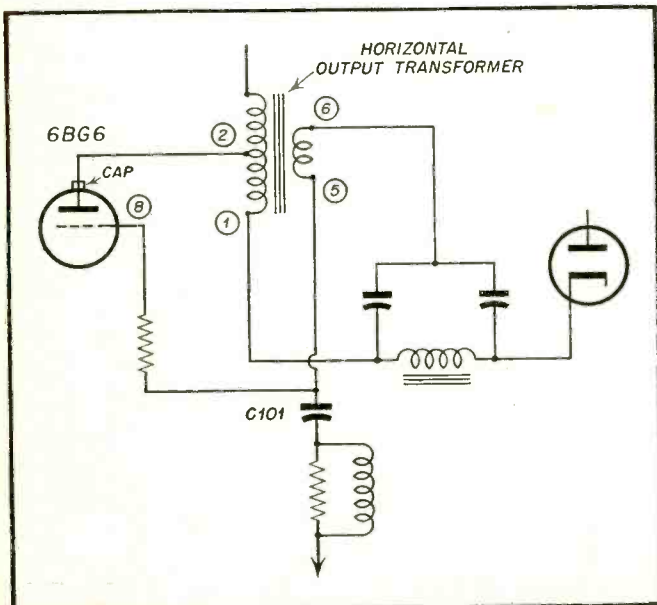 HORIZONTAL
OUTPUT TRANSFORMER
6BG6
2
6
CAP
8
5
1
C101